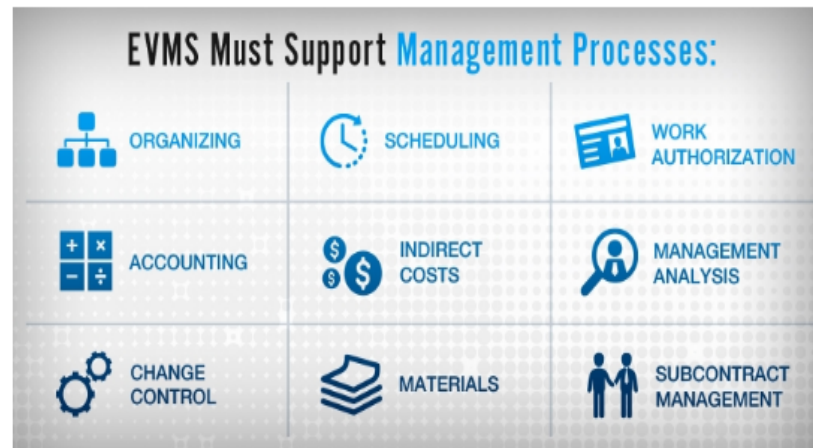 EVMS Must Support Management Processes:
ORGANIZING
SCHEDULING
WORK
AUTHORIZATION
ACCOUNTING
INDIRECT
COSTS
MANAGEMENT
ANALYSIS
CHANGE
CONTROL
MATERIALS
SUBCONTRACT
MANAGEMENT